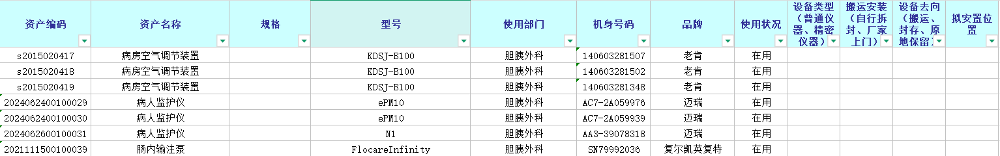 资产编码 资产名称 规格 型号 使用部门 机身号码 品牌 使用状况 设备类型（普通仪器、精密仪器） 搬运安装（自行拆封、厂家上门） 设备去向（搬运、封存、原地保留） 拟安置位置
s2015020417 病房空气调节装置 KDSJ-B100 胆胰外科 140603281507 老肯 在用
s2015020418 病房空气调节装置 KDSJ-B100 胆胰外科 140603281502 老肯 在用
s2015020419 病房空气调节装置 KDSJ-B100 胆胰外科 140603281348 老肯 在用
2024062400100029 病人监护仪 ePM10 胆胰外科 AC7-2A059976 迈瑞 在用
2024062400100030 病人监护仪 ePM10 胆胰外科 AC7-2A059939 迈瑞 在用
2024062600100031 病人监护仪 N1 胆胰外科 AA3-39078318 迈瑞 在用
2021111500100039 肠内输注泵 FlocareInfinity 胆胰外科 SN79992036 复尔凯英复特 在用